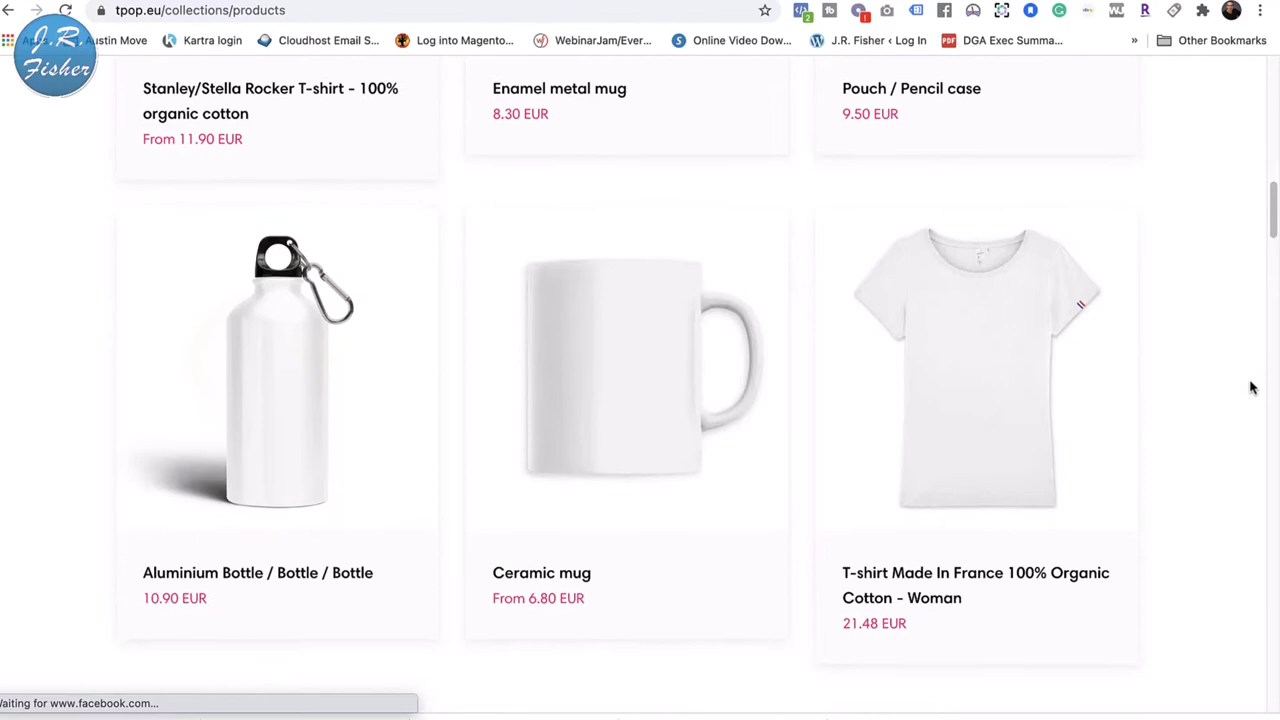 tpop.eu/collections/products
2
!
J.R.
Fisher
Austin Move
Kartra login
Cloudhost Email S...
Log into Magento...
WebinarJam/Ever...
Online Video Dow...
J.R. Fisher ‹ Log In
PDF
DGA Exec Summa...
»
Other Bookmarks
Stanley/Stella Rocker T-shirt - 100%
organic cotton
From 11.90 EUR
Enamel metal mug
8.30 EUR
Pouch / Pencil case
9.50 EUR
Aluminium Bottle / Bottle / Bottle
10.90 EUR
Ceramic mug
From 6.80 EUR
T-shirt Made In France 100% Organic
Cotton - Woman
21.48 EUR
Waiting for www.facebook.com...